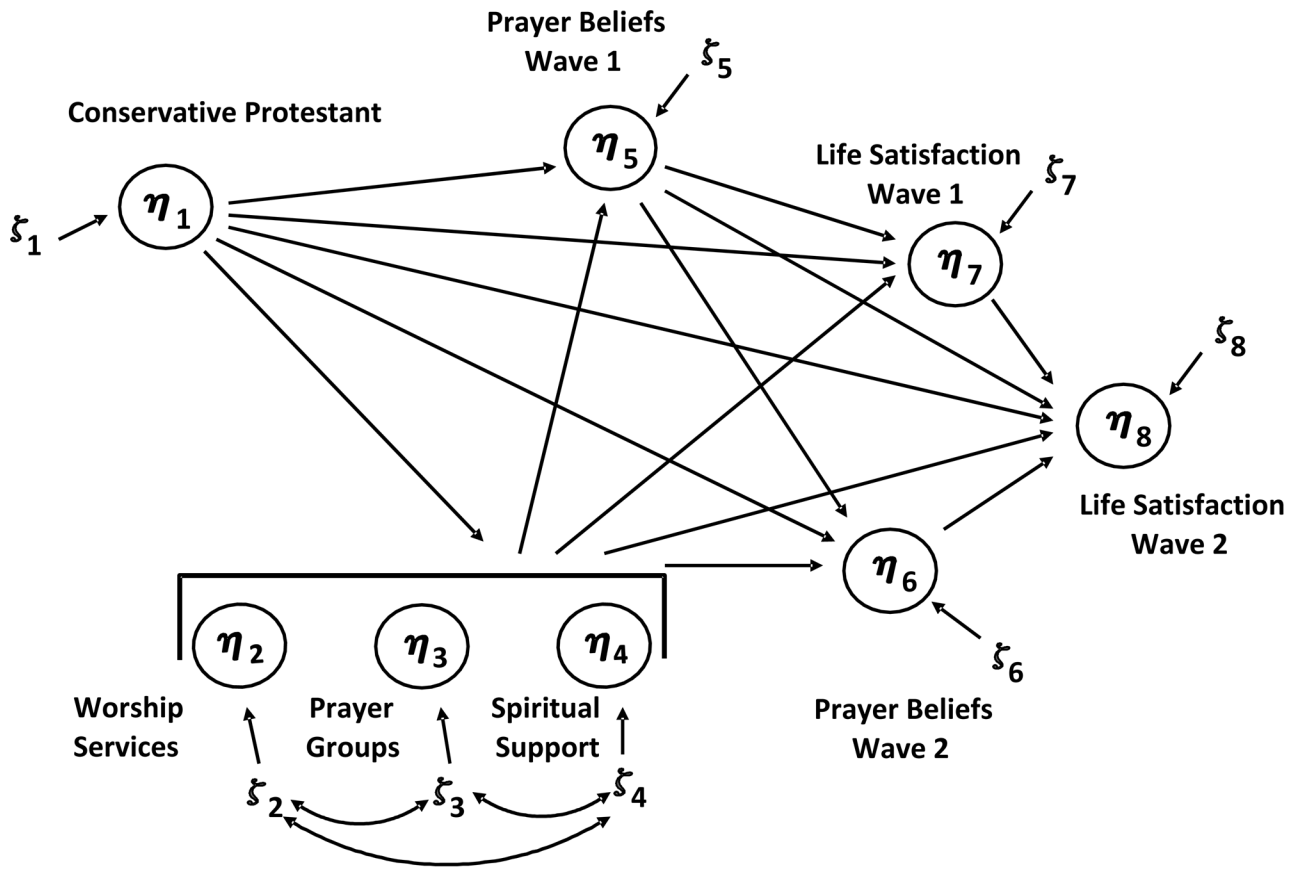 Prayer Beliefs
Wave 1
ζ5
Conservative Protestant
η1
ζ1
η5
Life Satisfaction
Wave 1
ζ7
η7
ζ8
η8
Life Satisfaction
Wave 2
η6
ζ6
Prayer Beliefs
Wave 2
η2
η3
η4
Worship
Services
Prayer
Groups
Spiritual
Support
ζ2
ζ3
ζ4